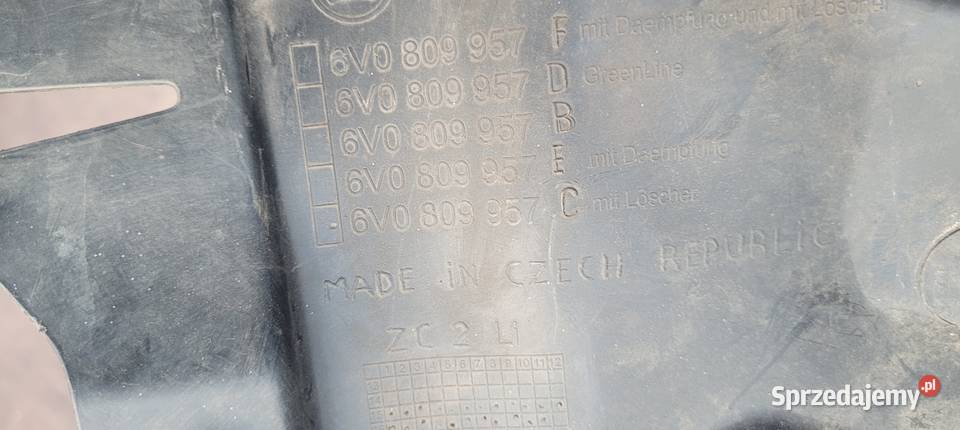 6V0 809 957 F mit Daempfung und mit Löscher
6V0 809 957 D GreenLine
6V0 809 957 B
6V0 809 957 E mit Daempfung
6V0 809 957 C mit Löscher
MADE iN CZECH REPUBLIC
ZC 2 LI
1 2 3 4 5 6 7 8 9 10 11 12
Sprzedajemy.pl